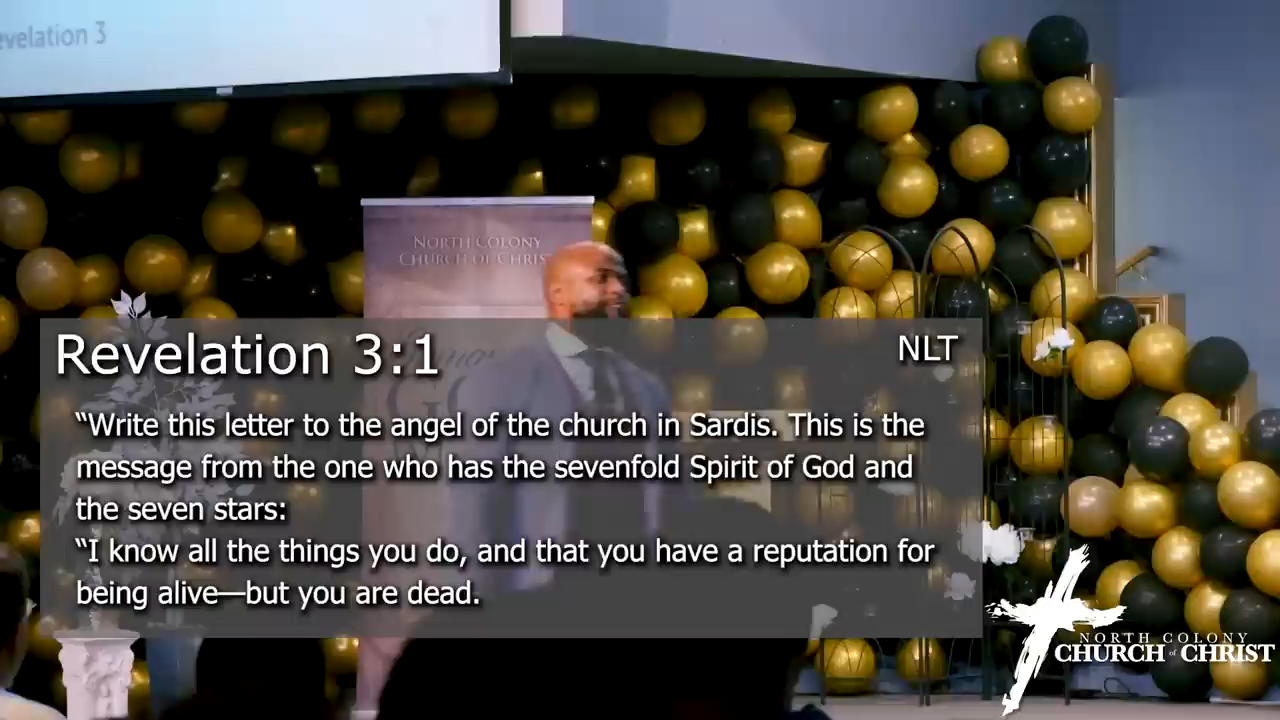 evelation 3
NORTH COLONY
CHURCH OF CHRIS
Revelation 3:1
NLT
“Write this letter to the angel of the church in Sardis. This is the
message from the one who has the sevenfold Spirit of God and
the seven stars:
“I know all the things you do, and that you have a reputation for
being alive—but you are dead.
NORTH COLONY
CHURCH of CHRIST